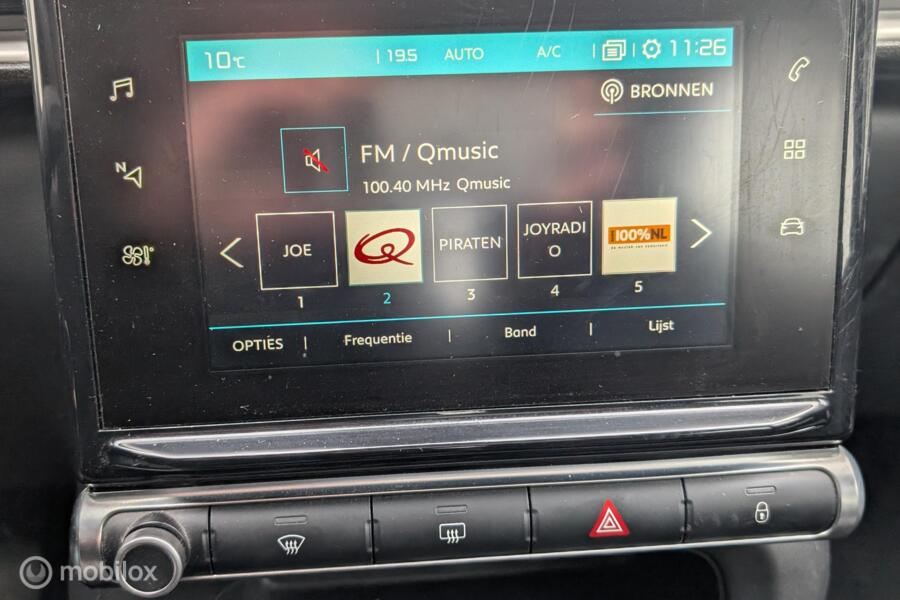 10°C | 19.5 AUTO A/C | | 11:26
BRONNEN
N
FM / Qmusic
100.40 MHz Qmusic
JOE
Q
PIRATEN
JOYRADI
O
100%NL
1 2 3 4 5
OPTIES | Frequentie | Band | Lijst
mobilox